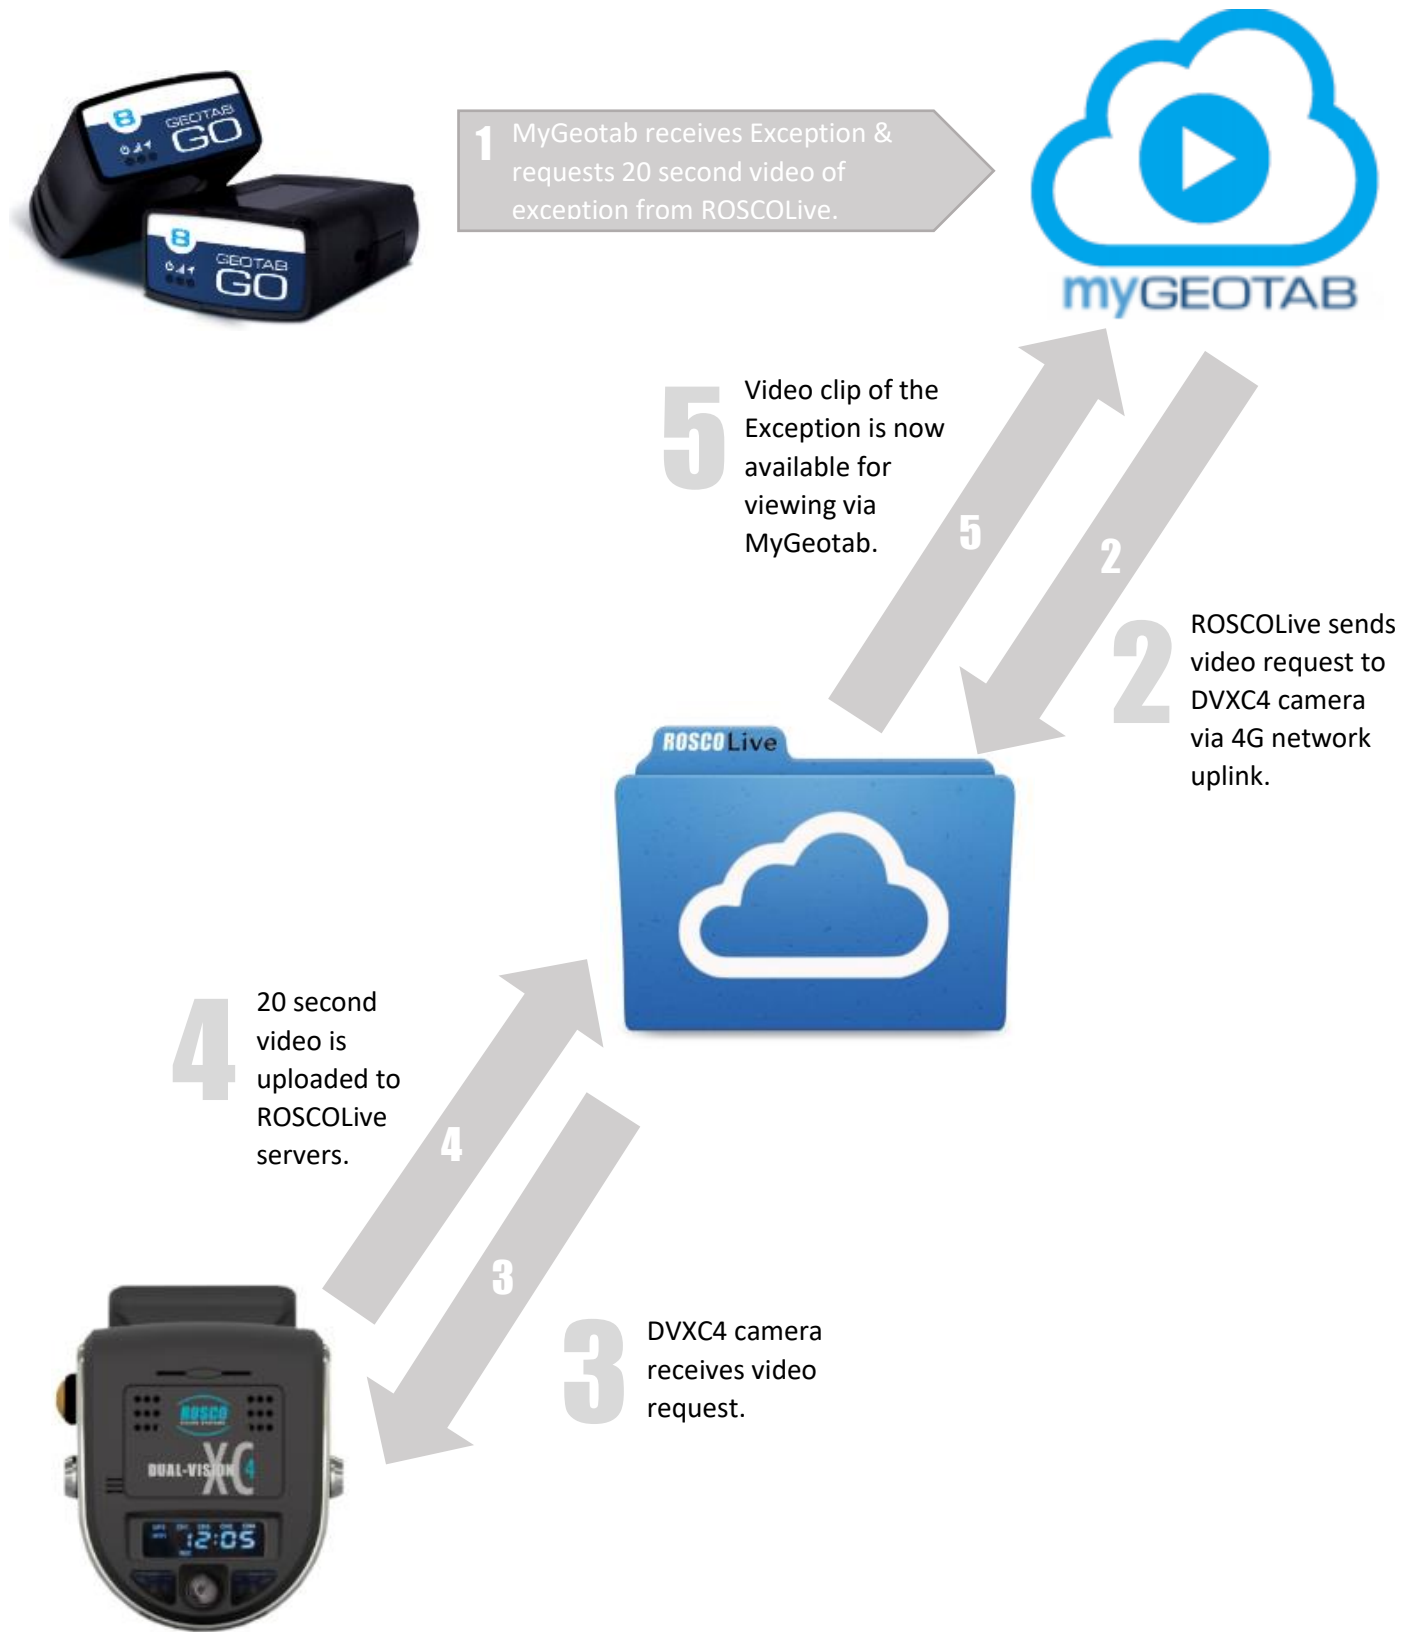 8
GEOTAB
GO
8
GEOTAB
GO
1 MyGeotab receives Exception &
requests 20 second video of
exception from ROSCOLive.
myGEOTAB
5
Video clip of the
Exception is now
available for
viewing via
MyGeotab.
5
2
2
ROSCOLive sends
video request to
DVXC4 camera
via 4G network
uplink.
ROSCO Live
4
20 second
video is
uploaded to
ROSCOLive
servers.
4
3
3
DVXC4 camera
receives video
request.
ROSCO
DUAL-VISION XC 4
12:05